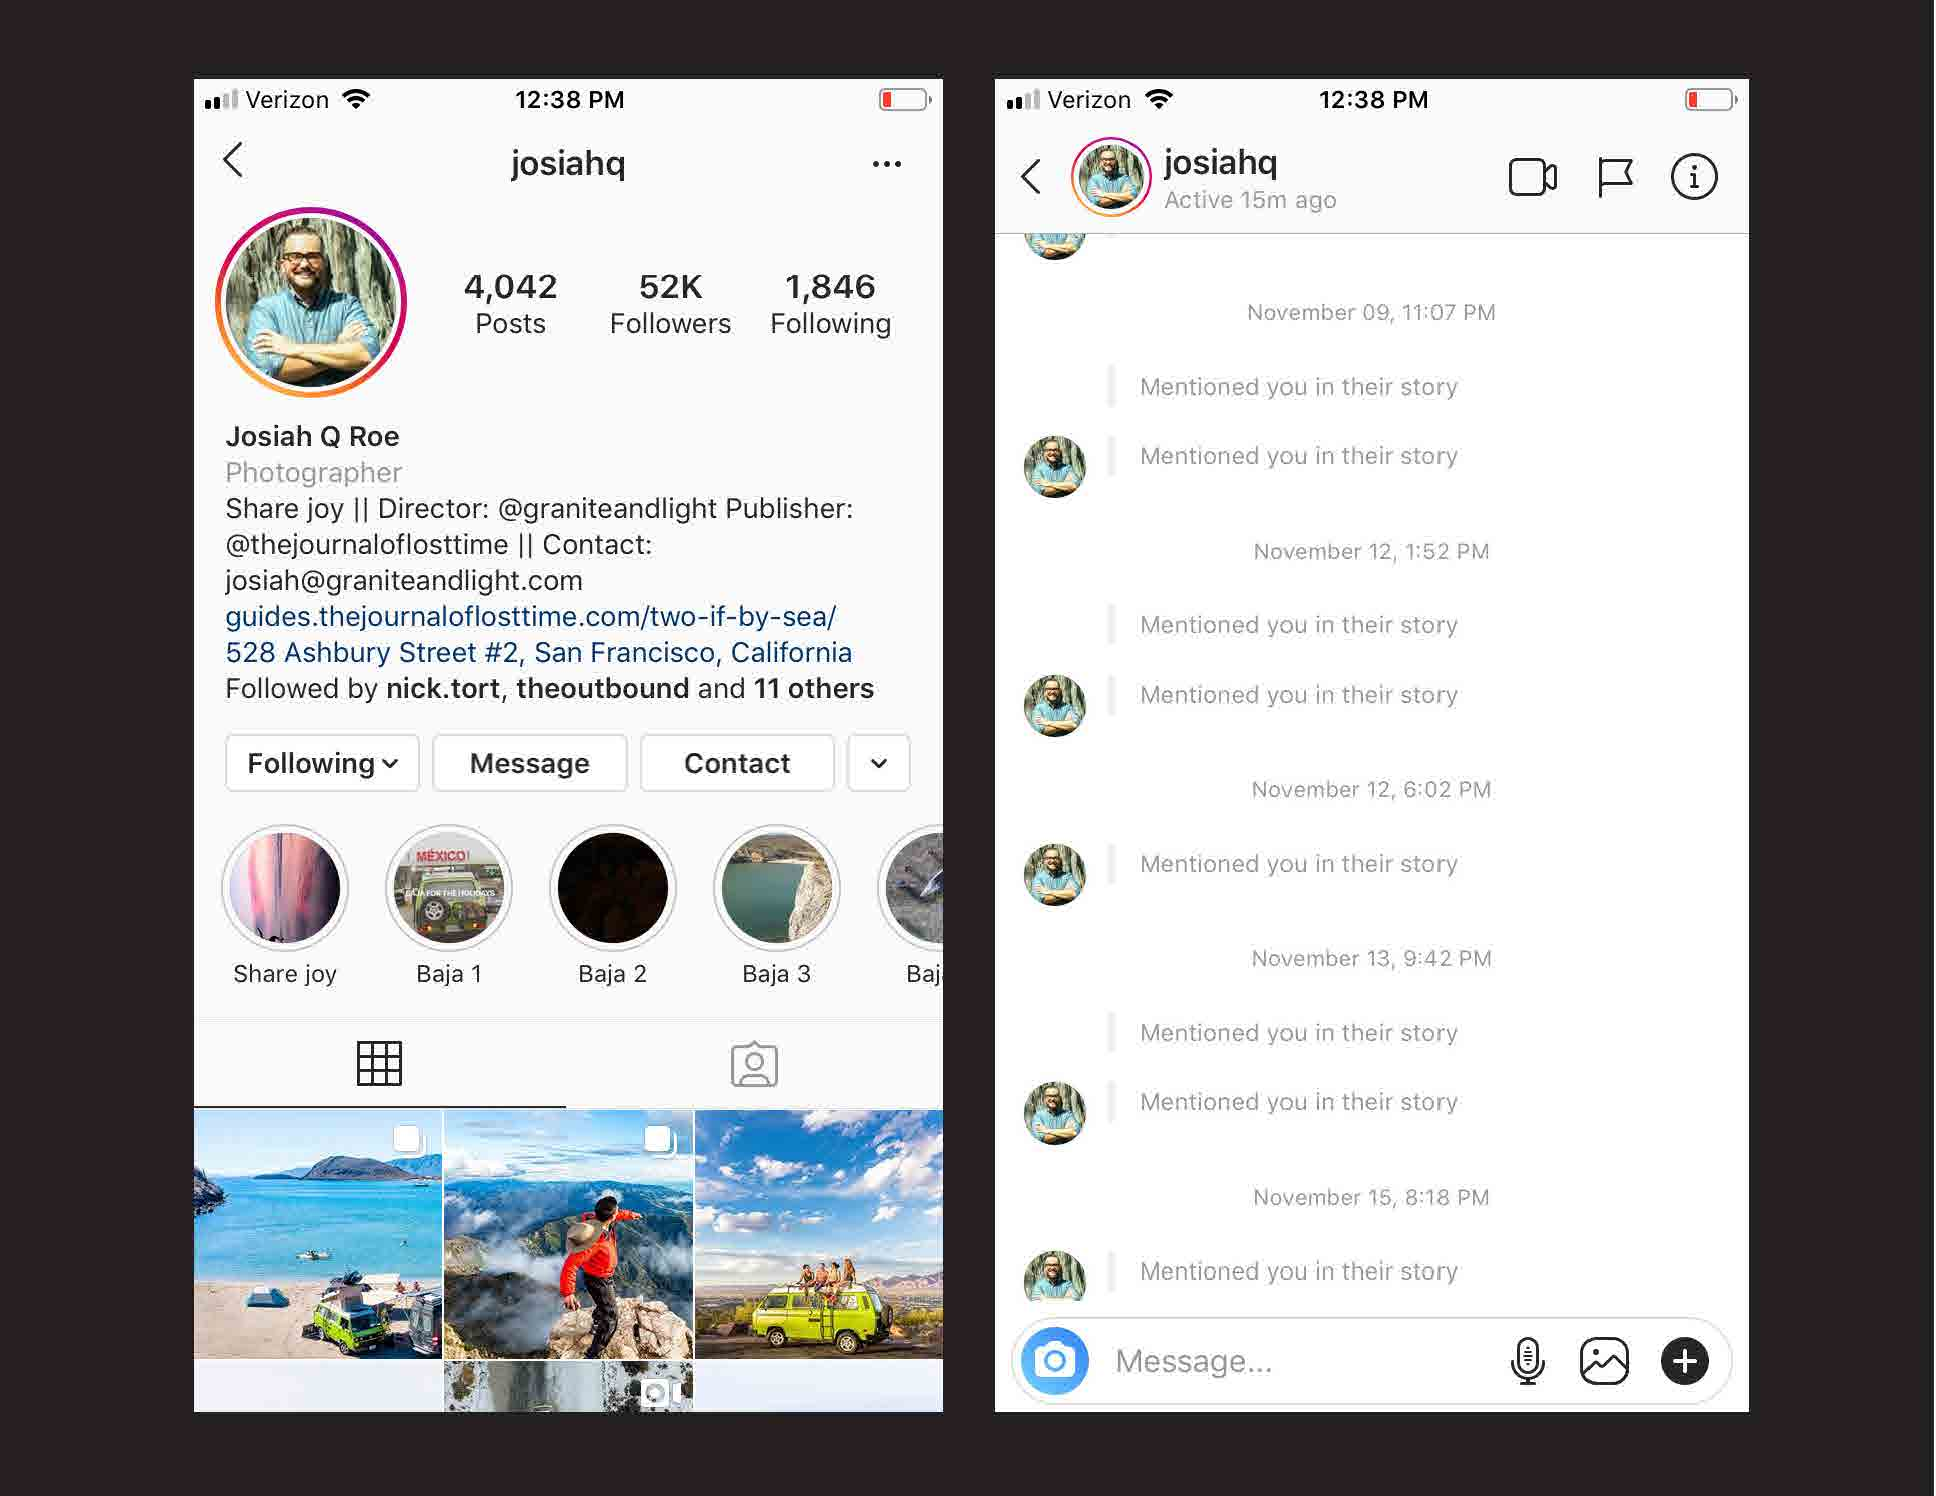 Verizon 12:38 PM
josiahq
4,042 52K 1,846
Posts Followers Following
Josiah Q Roe
Photographer
Share joy || Director: @graniteandlight Publisher:
@thejournaloflosttime || Contact:
josiah@graniteandlight.com
guides.thejournaloflosttime.com/two-if-by-sea/
528 Ashbury Street #2, San Francisco, California
Followed by nick.tort, theoutbound and 11 others
Following Message Contact
MÉXICO!
BAJA FOR THE HOLIDAYS
Share joy Baja 1 Baja 2 Baja 3 Baj
Verizon 12:38 PM
josiahq
Active 15m ago
November 09, 11:07 PM
Mentioned you in their story
Mentioned you in their story
November 12, 1:52 PM
Mentioned you in their story
Mentioned you in their story
November 12, 6:02 PM
Mentioned you in their story
November 13, 9:42 PM
Mentioned you in their story
Mentioned you in their story
November 15, 8:18 PM
Mentioned you in their story
Message...